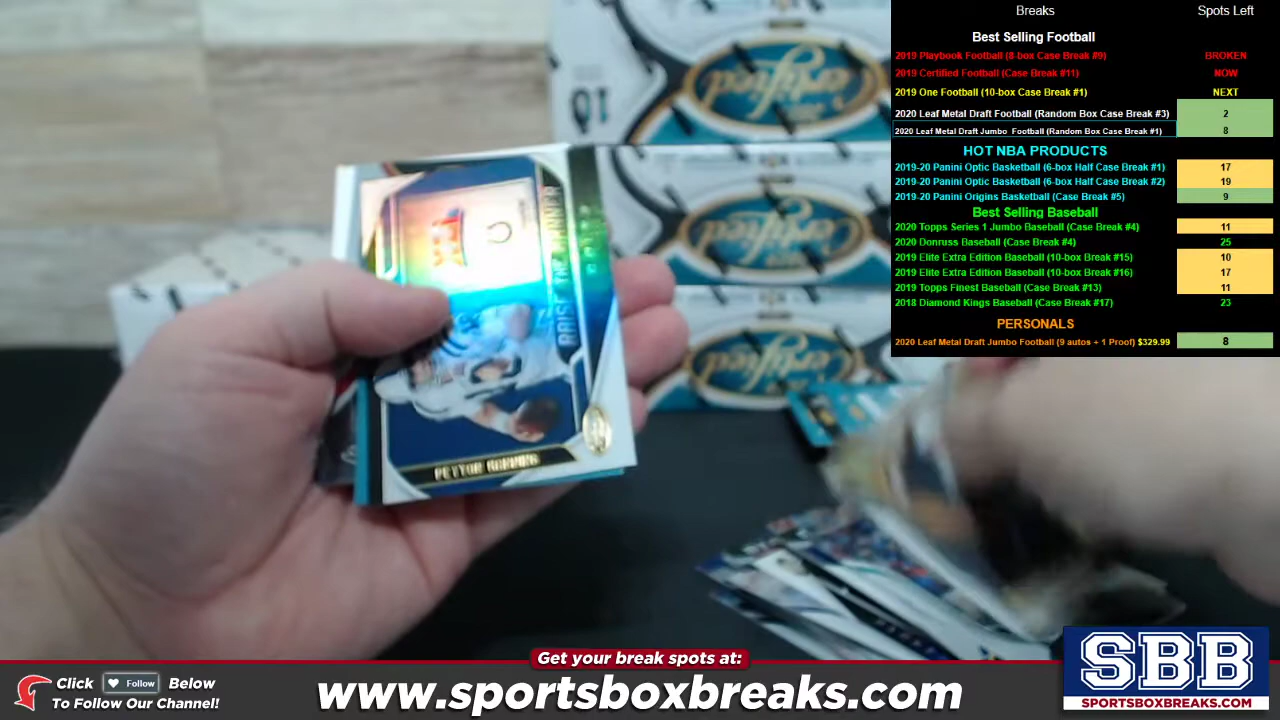 Breaks Spots Left
Best Selling Football
2019 Playbook Football (8-box Case Break #9) BROKEN
2019 Certified Football (Case Break #11) NOW
2019 One Football (10-box Case Break #1) NEXT
2020 Leaf Metal Draft Football (Random Box Case Break #3) 2
2020 Leaf Metal Draft Jumbo Football (Random Box Case Break #1) 8
HOT NBA PRODUCTS
2019-20 Panini Optic Basketball (6-box Half Case Break #1) 17
2019-20 Panini Optic Basketball (6-box Half Case Break #2) 19
2019-20 Panini Origins Basketball (Case Break #5) 9
Best Selling Baseball
2020 Topps Series 1 Jumbo Baseball (Case Break #4) 11
2020 Donruss Baseball (Case Break #4) 25
2019 Elite Extra Edition Baseball (10-box Break #15) 10
2019 Elite Extra Edition Baseball (10-box Break #16) 17
2019 Topps Finest Baseball (Case Break #13) 11
2018 Diamond Kings Baseball (Case Break #17) 23
PERSONALS
2020 Leaf Metal Draft Jumbo Football (9 autos + 1 Proof) $329.99 8
Certified
10
Certified
Certified
RAISE THE BANNER
PEYTON MANNING
Get your break spots at:
Click Follow Below
To Follow Our Channel!
www.sportsboxbreaks.com
SBB
SPORTSBOXBREAKS.COM